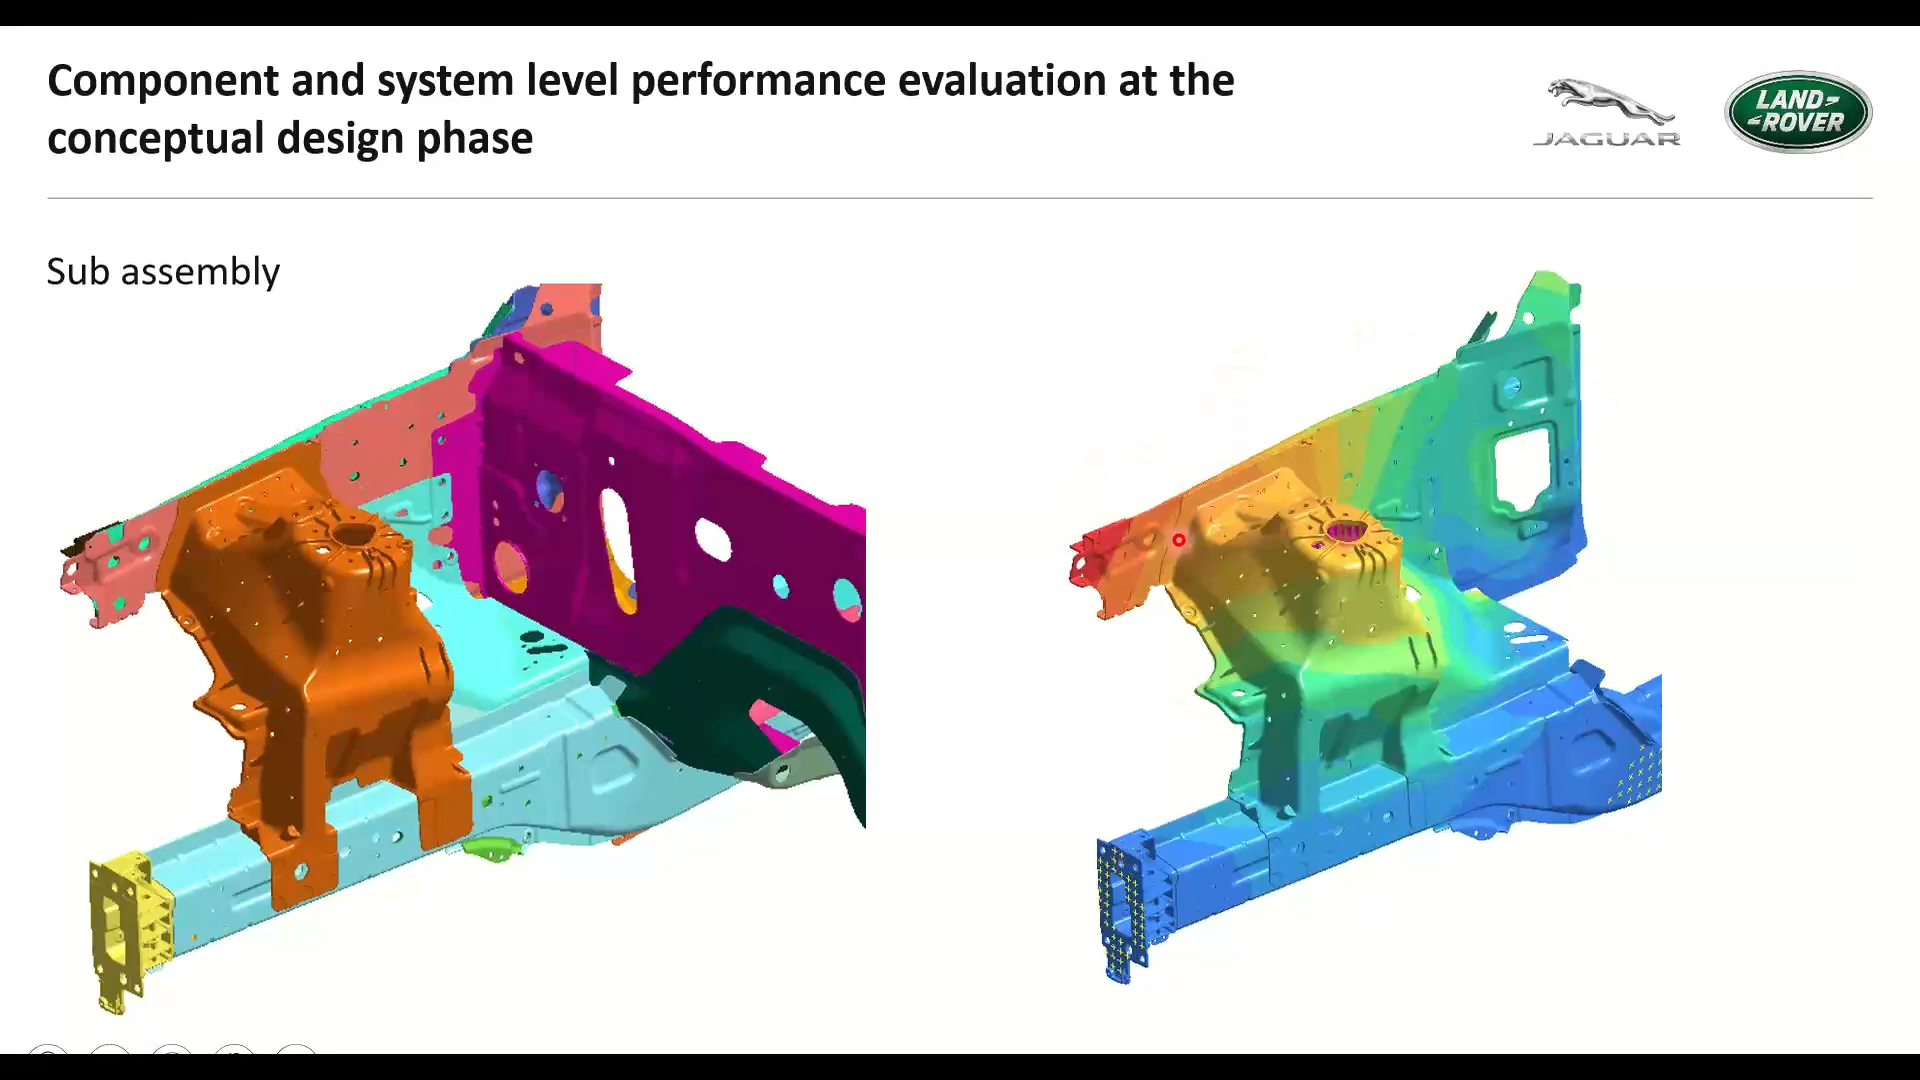 Component and system level performance evaluation at the
conceptual design phase
JAGUAR
LAND-
-ROVER
Sub assembly